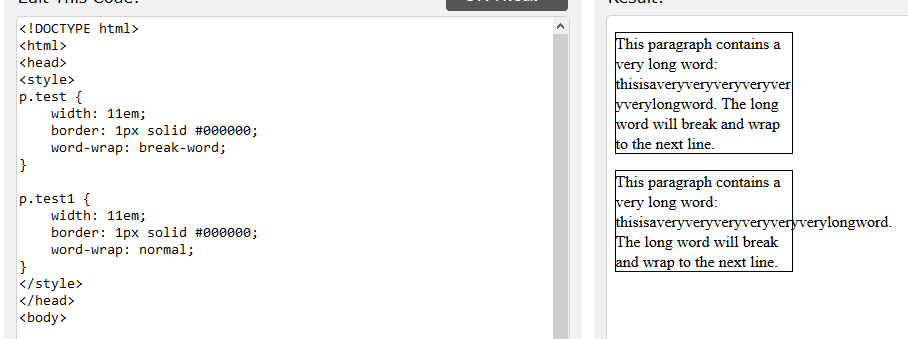 Edit This Code:
Result:
<!DOCTYPE html>
<html>
<head>
<style>
p.test {
    width: 11em;
    border: 1px solid #000000;
    word-wrap: break-word;
}

p.test1 {
    width: 11em;
    border: 1px solid #000000;
    word-wrap: normal;
}
</style>
</head>
<body>
This paragraph contains a
very long word:
thisisaveryveryveryveryver
yverylongword. The long
word will break and wrap
to the next line.
This paragraph contains a
very long word:
thisisaveryveryveryveryveryverylongword.
The long word will break
and wrap to the next line.